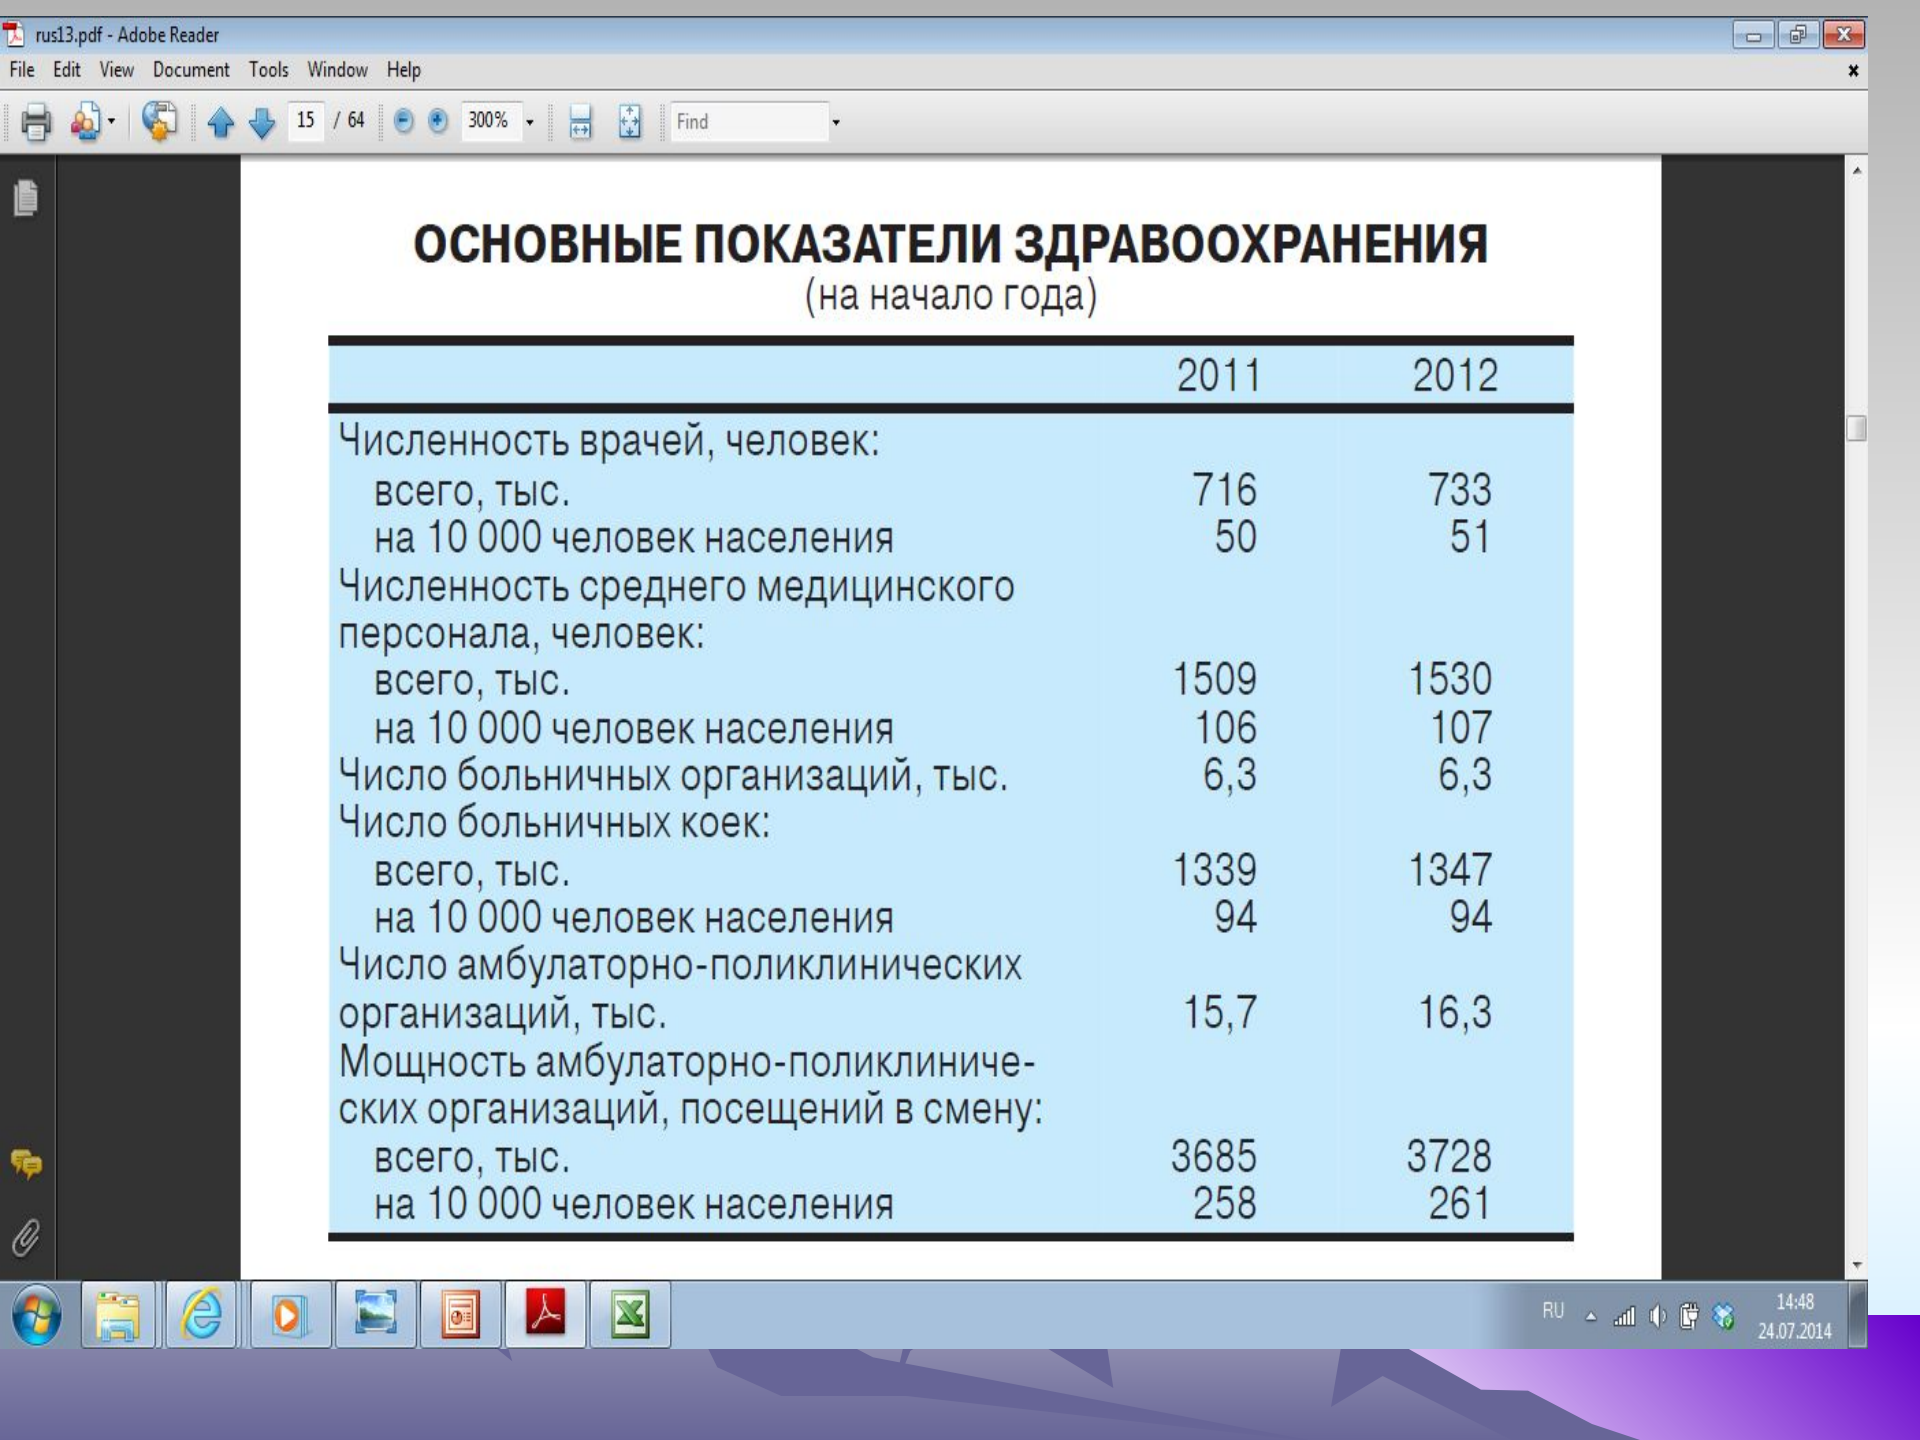 rus13.pdf - Adobe Reader
File Edit View Document Tools Window Help
15 / 64 300% Find
ОСНОВНЫЕ ПОКАЗАТЕЛИ ЗДРАВООХРАНЕНИЯ
(на начало года)
2011 2012
Численность врачей, человек:
всего, тыс. 716 733
на 10 000 человек населения 50 51
Численность среднего медицинского
персонала, человек:
всего, тыс. 1509 1530
на 10 000 человек населения 106 107
Число больничных организаций, тыс. 6,3 6,3
Число больничных коек:
всего, тыс. 1339 1347
на 10 000 человек населения 94 94
Число амбулаторно-поликлинических
организаций, тыс. 15,7 16,3
Мощность амбулаторно-поликлиниче-
ских организаций, посещений в смену:
всего, тыс. 3685 3728
на 10 000 человек населения 258 261
RU 14:48
24.07.2014